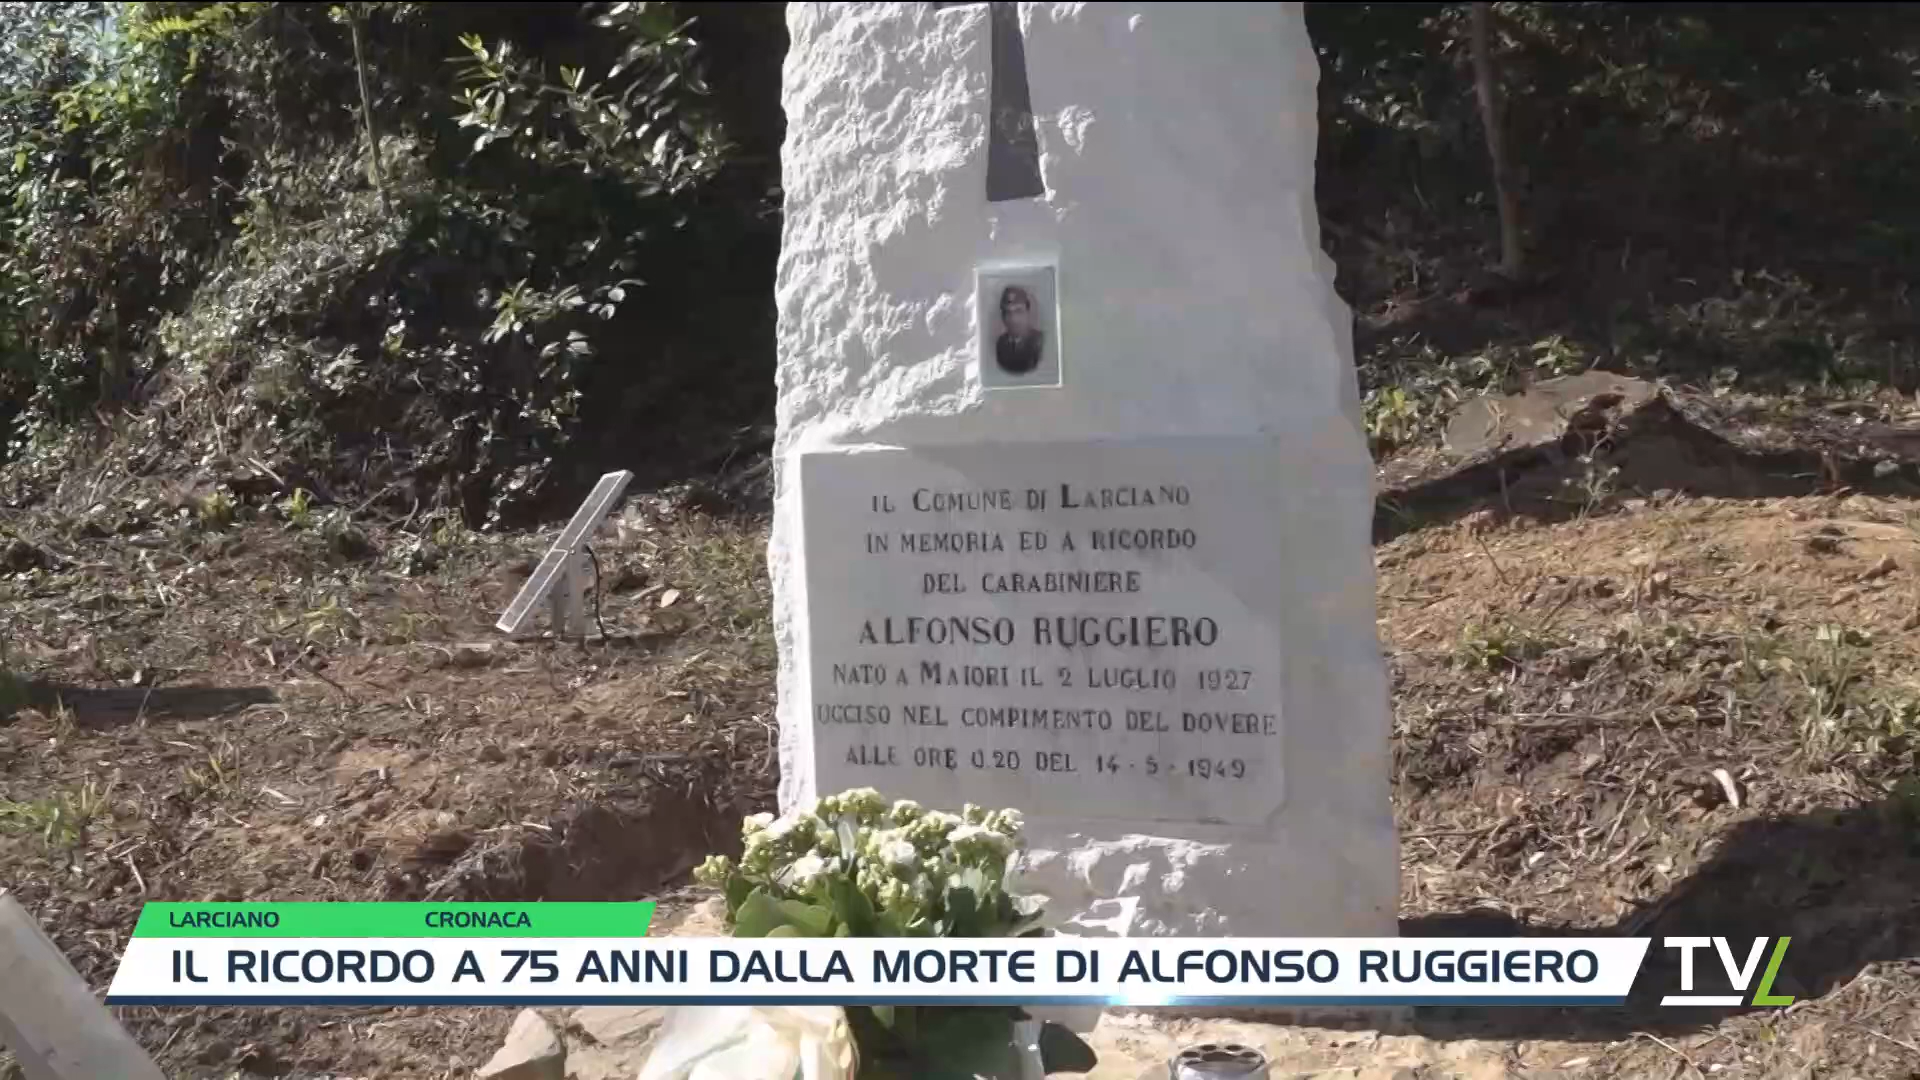 IL COMUNE DI LARCIANO
IN MEMORIA ED A RICORDO
DEL CARABINIERE
ALFONSO RUGGIERO
NATO A MAIORI IL 2 LUGLIO 1927
UCCISO NEL COMPIMENTO DEL DOVERE
ALLE ORE 0.20 DEL 14-5-1949
LARCIANO CRONACA
IL RICORDO A 75 ANNI DALLA MORTE DI ALFONSO RUGGIERO
TVL